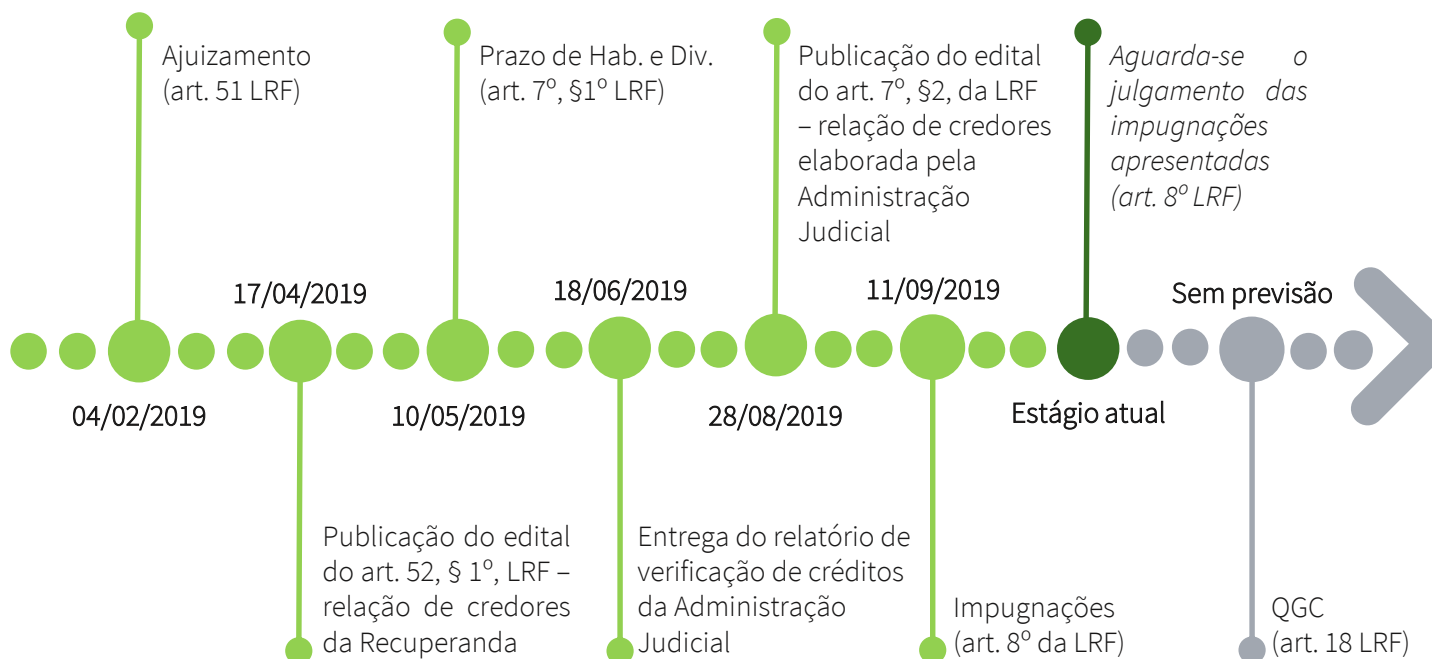 Ajuizamento
(art. 51 LRF)
Prazo de Hab. e Div.
(art. 7º, §1º LRF)
Publicação do edital
do art. 7º, §2, da LRF
– relação de credores
elaborada pela
Administração
Judicial
Aguarda-se o
julgamento das
impugnações
apresentadas
(art. 8º LRF)
17/04/2019
18/06/2019
11/09/2019
Sem previsão
04/02/2019
10/05/2019
28/08/2019
Estágio atual
Publicação do edital
do art. 52, § 1º, LRF –
relação de credores
da Recuperanda
Entrega do relatório de
verificação de créditos
da Administração
Judicial
Impugnações
(art. 8º da LRF)
QGC
(art. 18 LRF)